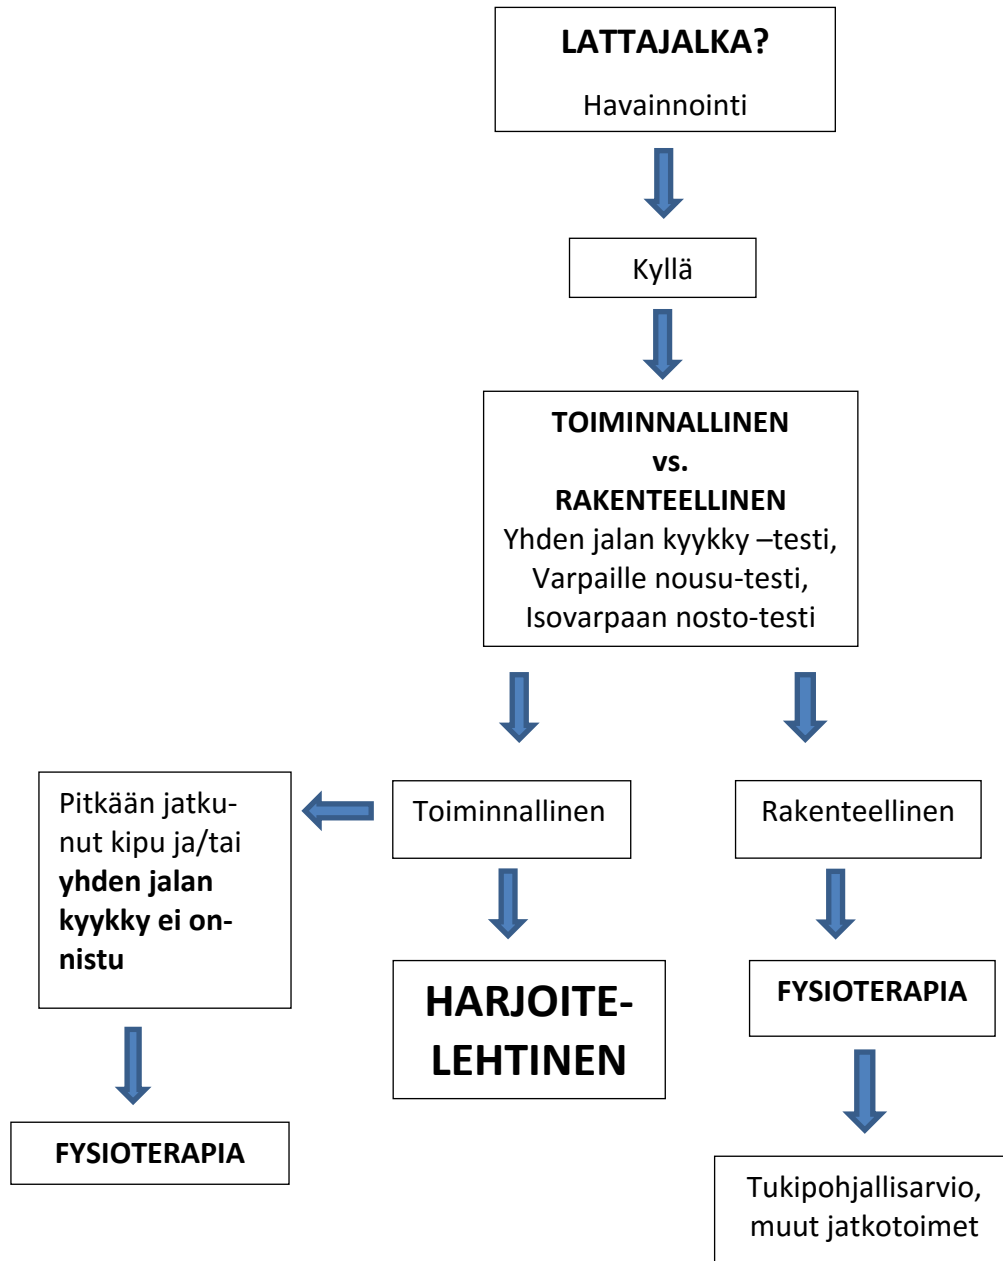 LATTAJALKA?
Havainnointi
Kyllä
TOIMINNALLINEN
vs.
RAKENTEELLINEN
Yhden jalan kyykky –testi,
Varpaille nousu-testi,
Isovarpaan nosto-testi
Pitkään jatku-
nut kipu ja/tai
yhden jalan
kyykky ei on-
nistu
Toiminnallinen
Rakenteellinen
HARJOITE-
LEHTINEN
FYSIOTERAPIA
FYSIOTERAPIA
Tukipohjallisarvio,
muut jatkotoimet